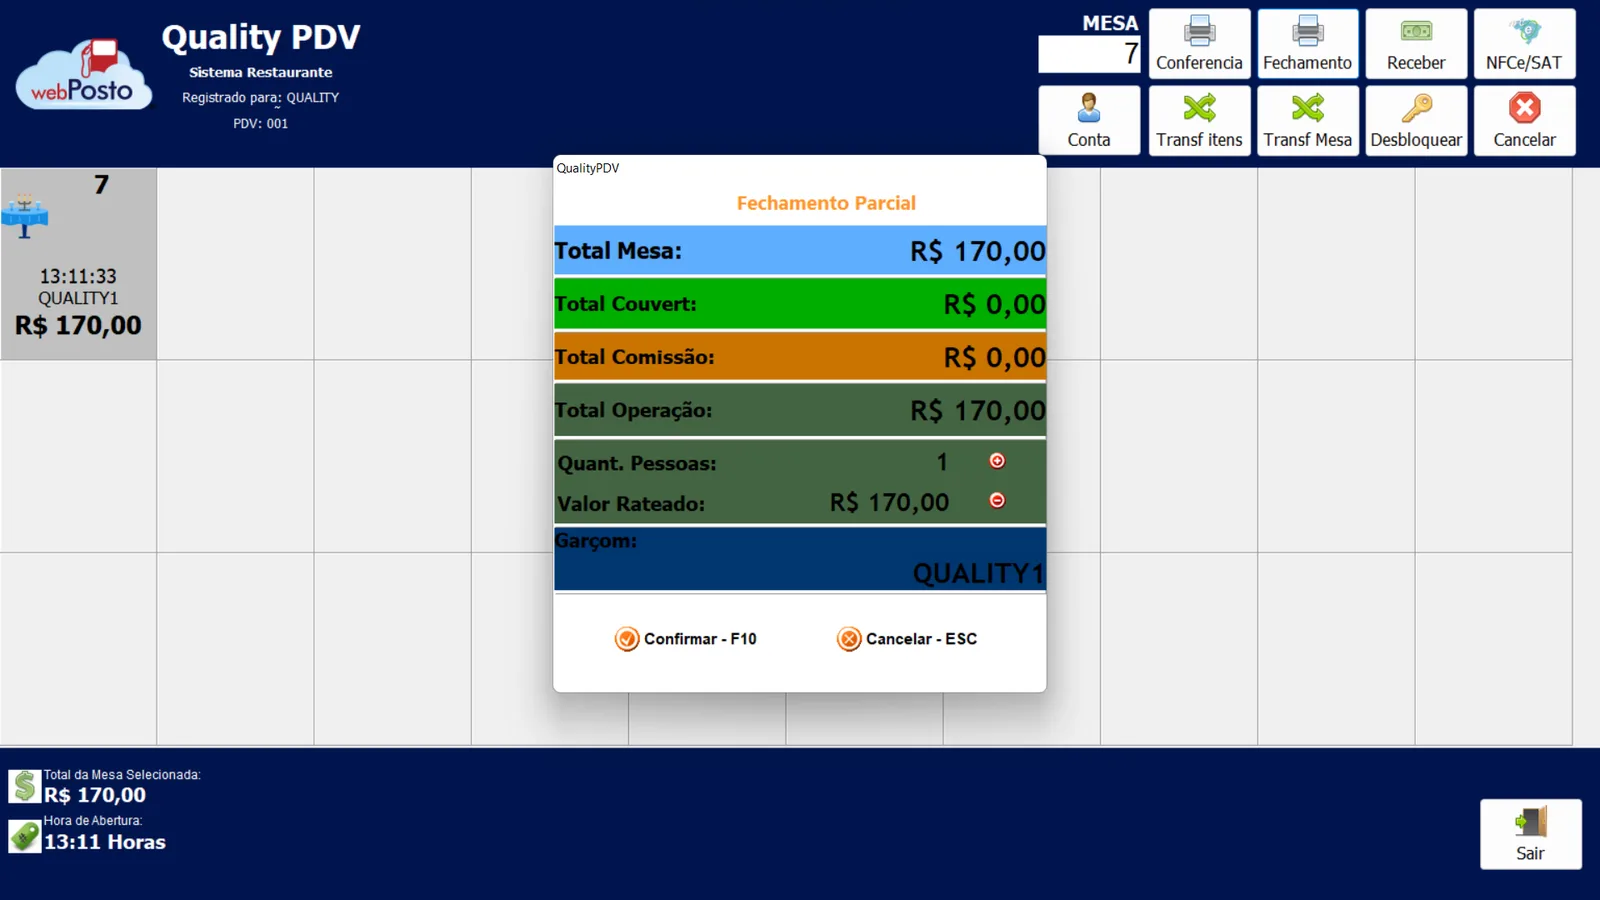 webPosto
Quality PDV
Sistema Restaurante
Registrado para: QUALITY
PDV: 001
MESA
7
Conferencia
Fechamento
Receber
NFCe/SAT
Conta
Transf itens
Transf Mesa
Desbloquear
Cancelar
7
13:11:33
QUALITY1
R$ 170,00
QualityPDV
Fechamento Parcial
Total Mesa: R$ 170,00
Total Couvert: R$ 0,00
Total Comissão: R$ 0,00
Total Operação: R$ 170,00
Quant. Pessoas: 1
Valor Rateado: R$ 170,00
Garçom:
QUALITY1
Confirmar - F10
Cancelar - ESC
Total da Mesa Selecionada:
R$ 170,00
Hora de Abertura:
13:11 Horas
Sair